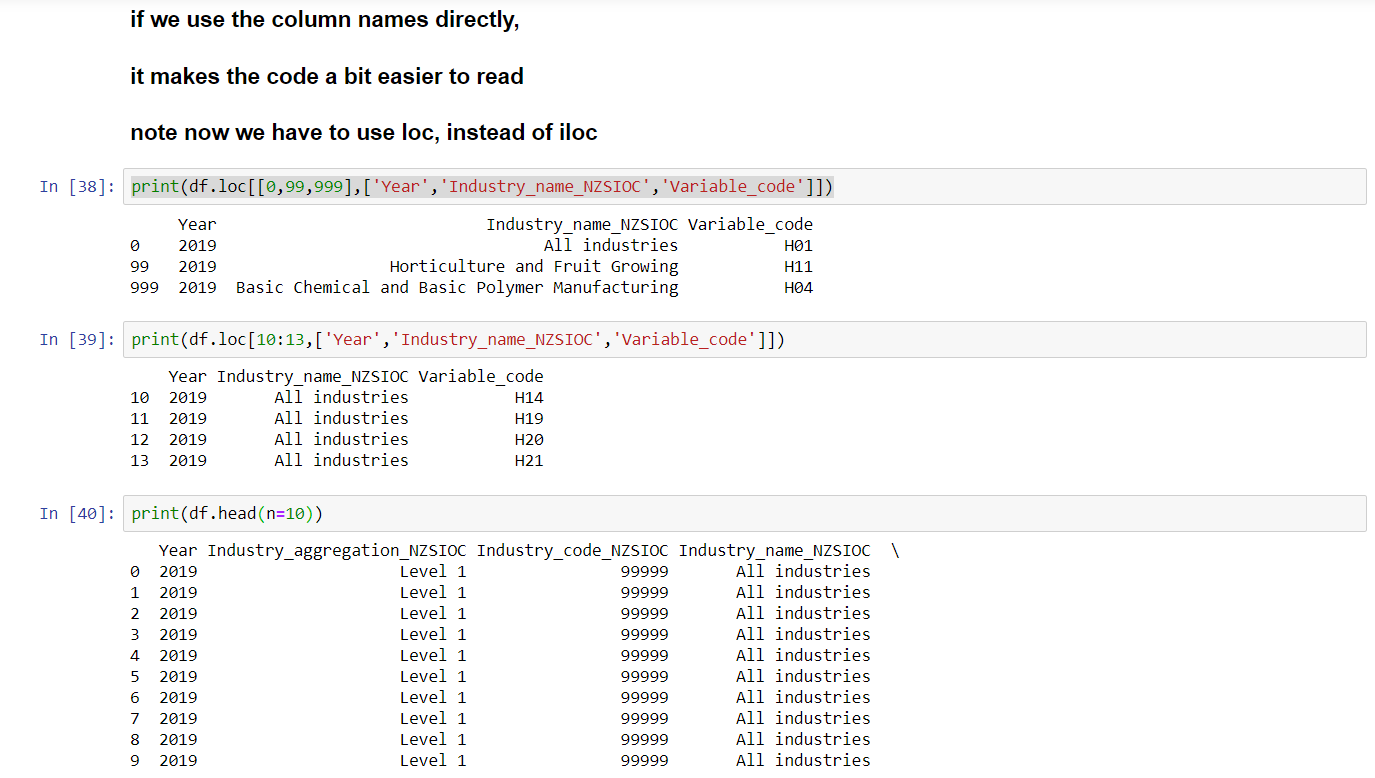 if we use the column names directly,
it makes the code a bit easier to read
note now we have to use loc, instead of iloc
In [38]: print(df.loc[[0,99,999],['Year','Industry_name_NZSIOC','Variable_code']])
Year Industry_name_NZSIOC Variable_code
0 2019 All industries H01
99 2019 Horticulture and Fruit Growing H11
999 2019 Basic Chemical and Basic Polymer Manufacturing H04
In [39]: print(df.loc[10:13,['Year','Industry_name_NZSIOC','Variable_code']])
Year Industry_name_NZSIOC Variable_code
10 2019 All industries H14
11 2019 All industries H19
12 2019 All industries H20
13 2019 All industries H21
In [40]: print(df.head(n=10))
Year Industry_aggregation_NZSIOC Industry_code_NZSIOC Industry_name_NZSIOC \
0 2019 Level 1 99999 All industries
1 2019 Level 1 99999 All industries
2 2019 Level 1 99999 All industries
3 2019 Level 1 99999 All industries
4 2019 Level 1 99999 All industries
5 2019 Level 1 99999 All industries
6 2019 Level 1 99999 All industries
7 2019 Level 1 99999 All industries
8 2019 Level 1 99999 All industries
9 2019 Level 1 99999 All industries